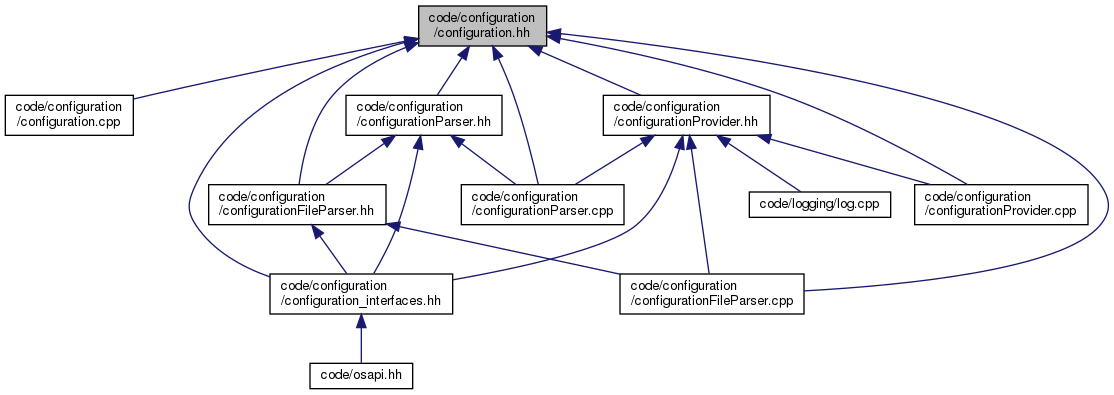 code/configuration
/configuration.hh
code/configuration
/configuration.cpp
code/configuration
/configurationParser.hh
code/configuration
/configurationProvider.hh
code/configuration
/configurationFileParser.hh
code/configuration
/configurationParser.cpp
code/logging/log.cpp
code/configuration
/configurationProvider.cpp
code/configuration
/configuration_interfaces.hh
code/configuration
/configurationFileParser.cpp
code/osapi.hh